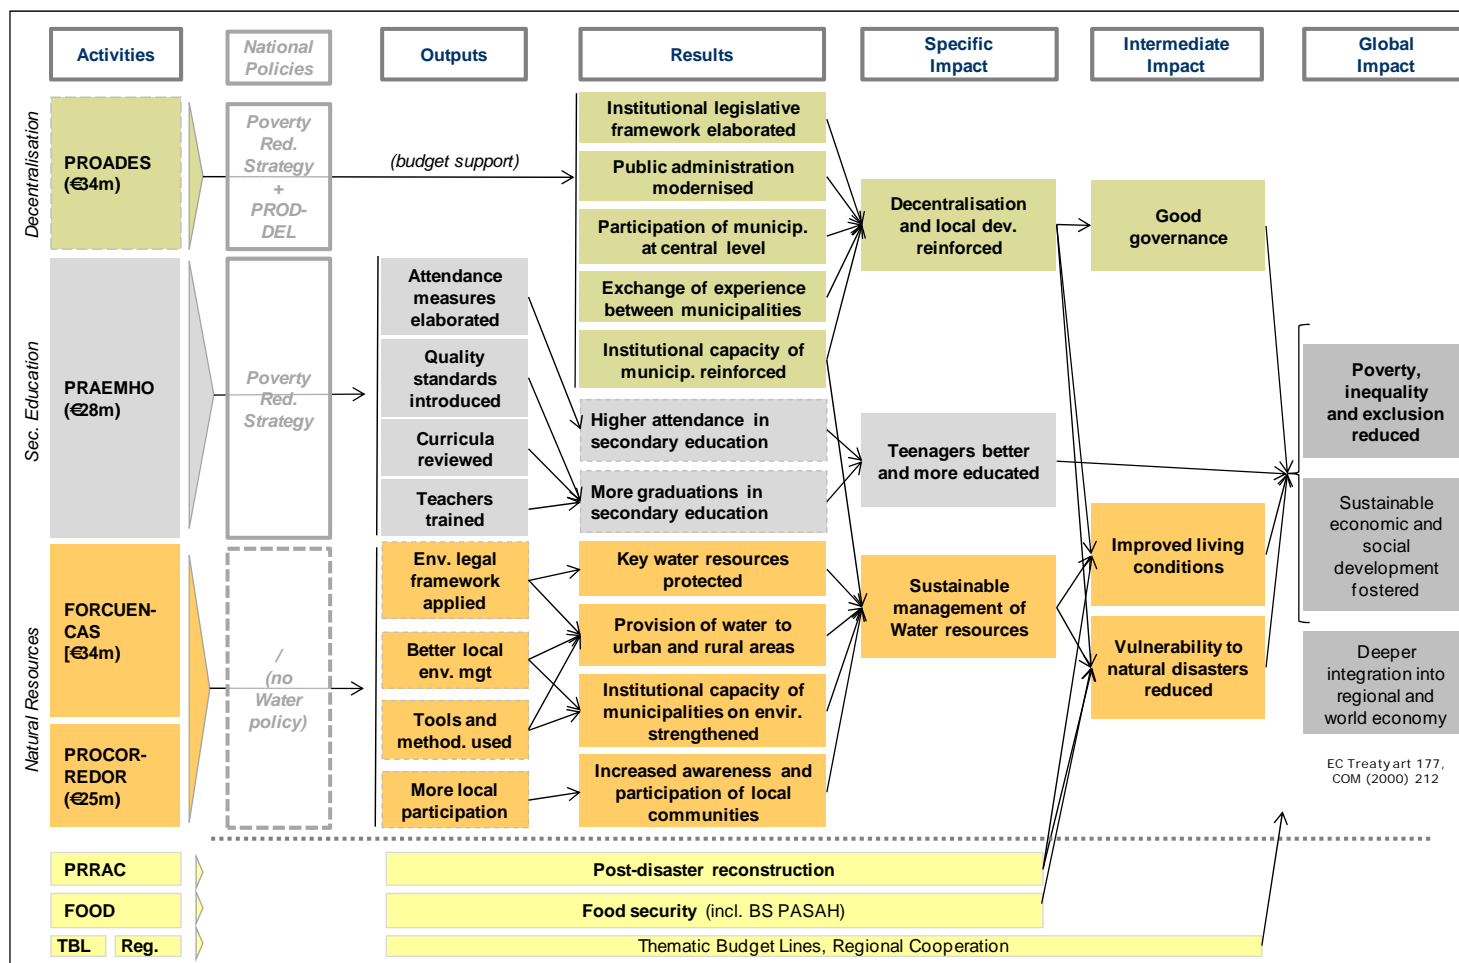 Activities
National
Policies
Outputs
Results
Specific
Impact
Intermediate
Impact
Global
Impact
Decentralisation
PROADES
(€34m)
Poverty
Red.
Strategy
+
PROD-
DEL
(budget support)
Institutional legislative
framework elaborated
Public administration
modernised
Participation of municip.
at central level
Exchange of experience
between municipalities
Institutional capacity of
municip. reinforced
Decentralisation
and local dev.
reinforced
Good
governance
Sec. Education
PRAEMHO
(€28m)
Poverty
Red.
Strategy
Attendance
measures
elaborated
Quality
standards
introduced
Curricula
reviewed
Teachers
trained
Higher attendance in
secondary education
More graduations in
secondary education
Teenagers better
and more educated
Poverty,
inequality
and exclusion
reduced
Sustainable
economic and
social
development
fostered
Deeper
integration into
regional and
world economy
EC Treaty art 177,
COM (2000) 212
Natural Resources
FORCUEN-
CAS
[€34m)
PROCOR-
REDOR
(€25m)
/
(no
Water
policy)
Env. legal
framework
applied
Better local
env. mgt
Tools and
method. used
More local
participation
Key water resources
protected
Provision of water to
urban and rural areas
Institutional capacity of
municipalities on envir.
strengthened
Increased awareness and
participation of local
communities
Sustainable
management of
Water resources
Improved living
conditions
Vulnerability to
natural disasters
reduced
PRRAC
Post-disaster reconstruction
FOOD
Food security (incl. BS PASAH)
TBL
Reg.
Thematic Budget Lines, Regional Cooperation